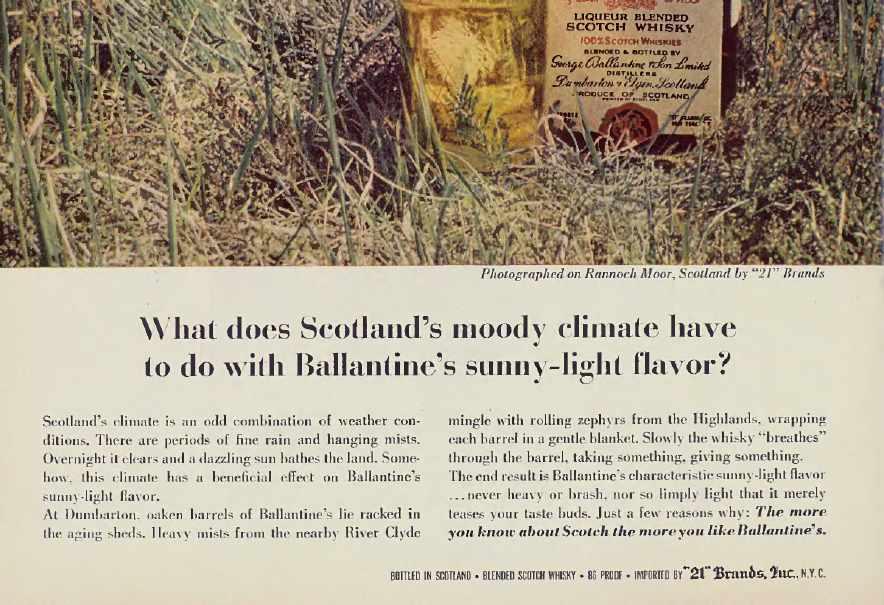 LIQUEUR BLENDED
SCOTCH WHISKY
100% SCOTCH WHISKIES
BLENDED & BOTTLED BY
George Ballantine & Son Limited
DISTILLERS
Dumbarton & Elgin, Scotland
PRODUCE OF SCOTLAND
Photographed on Rannoch Moor, Scotland by "21" Brands
What does Scotland's moody climate have
to do with Ballantine's sunny-light flavor?
Scotland's climate is an odd combination of weather con-
ditions. There are periods of fine rain and hanging mists.
Overnight it clears and a dazzling sun bathes the land. Some-
how, this climate has a beneficial effect on Ballantine's
sunny-light flavor.
At Dumbarton, oaken barrels of Ballantine's lie racked in
the aging sheds. Heavy mists from the nearby River Clyde
mingle with rolling zephyrs from the Highlands, wrapping
each barrel in a gentle blanket. Slowly the whisky "breathes"
through the barrel, taking something, giving something.
The end result is Ballantine's characteristic sunny-light flavor
...never heavy or brash, nor so limply light that it merely
teases your taste buds. Just a few reasons why: The more
you know about Scotch the more you like Ballantine's.
BOTTLED IN SCOTLAND • BLENDED SCOTCH WHISKY • 86 PROOF • IMPORTED BY "21" Brands, Inc., N.Y.C.